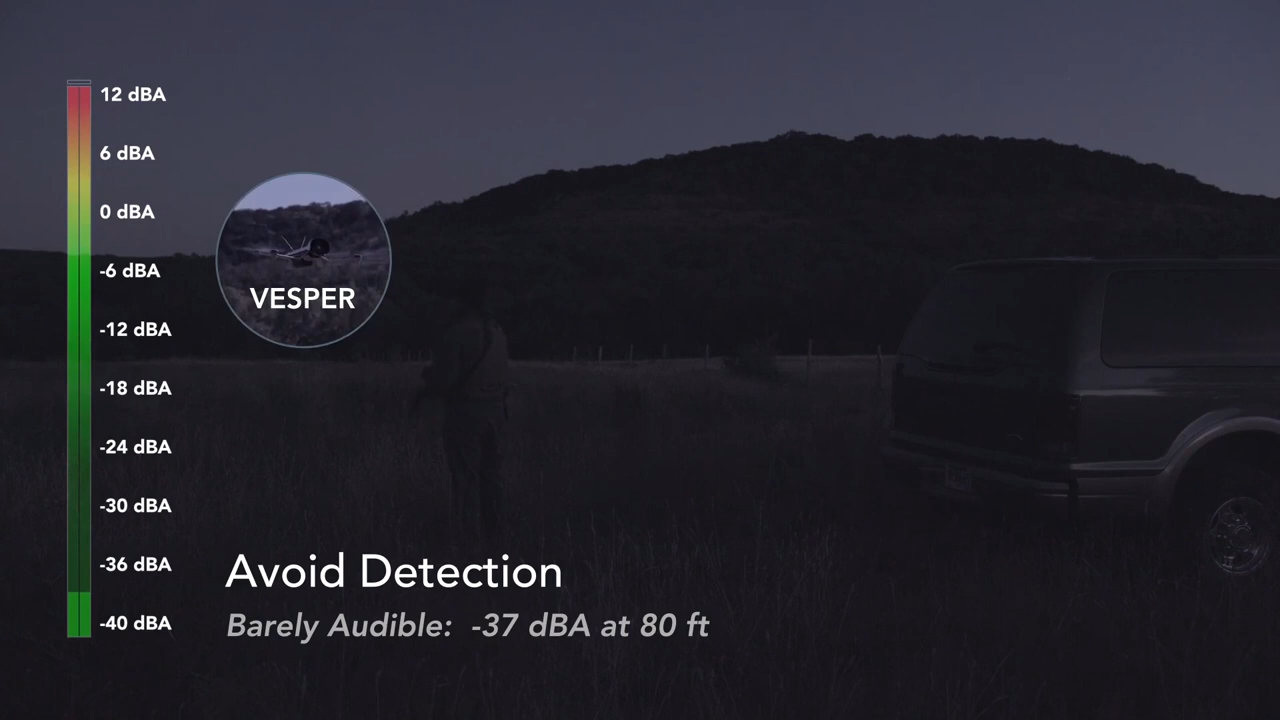 12 dBA
6 dBA
0 dBA
-6 dBA
-12 dBA
-18 dBA
-24 dBA
-30 dBA
-36 dBA
-40 dBA
VESPER
Avoid Detection
Barely Audible: -37 dBA at 80 ft